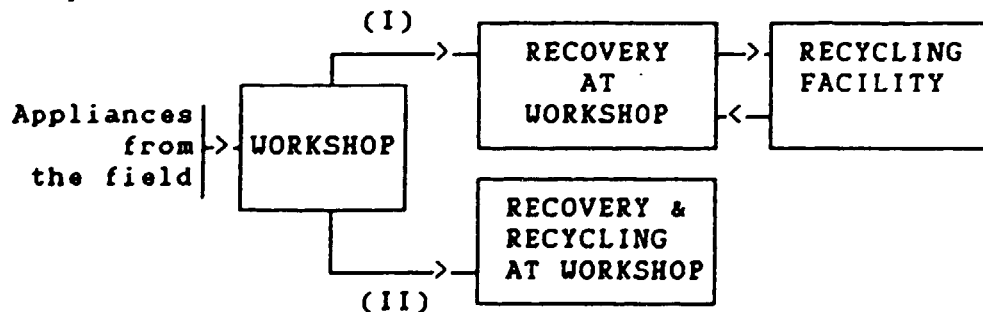 (I)
RECOVERY
AT
WORKSHOP
RECYCLING
FACILITY
Appliances
from
the field
WORKSHOP
RECOVERY &
RECYCLING
AT WORKSHOP
(II)